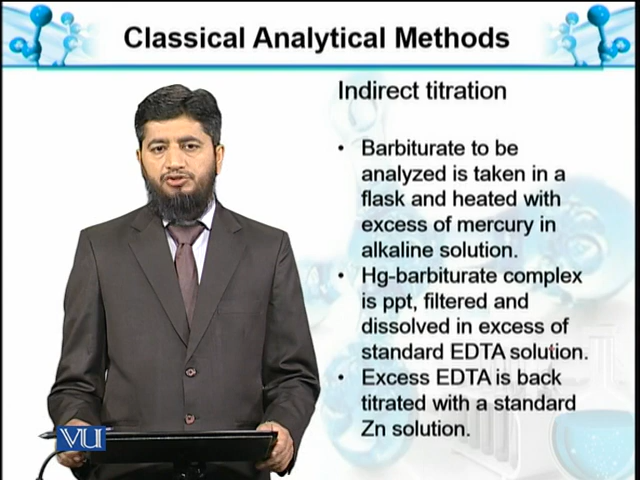 Classical Analytical Methods
Indirect titration
• Barbiturate to be
analyzed is taken in a
flask and heated with
excess of mercury in
alkaline solution.
• Hg-barbiturate complex
is ppt, filtered and
dissolved in excess of
standard EDTA solution.
• Excess EDTA is back
titrated with a standard
Zn solution.
VU